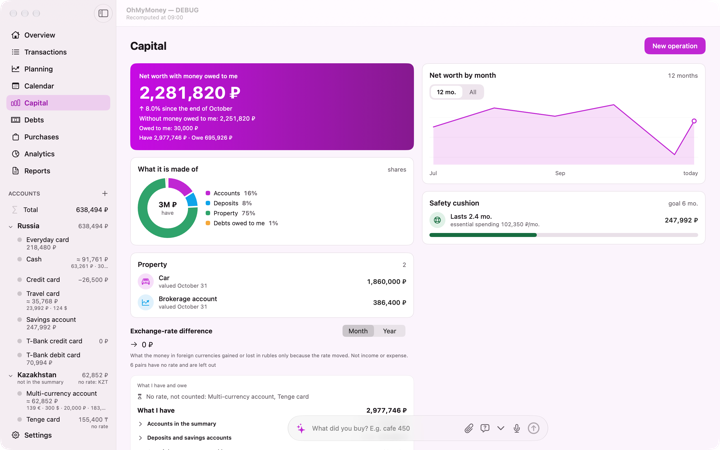 OhMyMoney — DEBUG
Recomputed at 09:00
Overview
Transactions
Planning
Calendar
Capital
Debts
Purchases
Analytics
Reports
ACCOUNTS
Total 638,494 ₽
Russia 638,494 ₽
Everyday card
218,480 ₽
Cash ≈ 91,761 ₽
63,261 ₽ · 30…
Credit card −26,500 ₽
Travel card
≈ 35,768 ₽
23,992 ₽ · 124 $
Savings account
247,992 ₽
T-Bank credit card 0 ₽
T-Bank debit card
70,994 ₽
Kazakhstan 62,852 ₽
not in the summary no rate: KZT
Multi-currency account
≈ 62,852 ₽
139 € · 300 $ · 20,000 ₽ · 183,…
Tenge card 155,400 ₸
no rate
Settings
Capital
New operation
Net worth with money owed to me
2,281,820 ₽
↑ 8.0% since the end of October
Without money owed to me: 2,251,820 ₽
Owed to me: 30,000 ₽
Have 2,977,746 ₽ · Owe 695,926 ₽
What it is made of shares
3M ₽
have
Accounts 16%
Deposits 8%
Property 75%
Debts owed to me 1%
Property 2
Car
valued October 31
1,860,000 ₽
Brokerage account
valued October 31
386,400 ₽
Exchange-rate difference
Month Year
→ 0 ₽
What the money in foreign currencies gained or lost in rubles only because the rate moved. Not income or expense.
6 pairs have no rate and are left out
What I have and owe
No rate, not counted: Multi-currency account, Tenge card
What I have 2,977,746 ₽
Accounts in the summary
Deposits and savings accounts
Net worth by month 12 months
12 mo. All
Jul Sep today
Safety cushion goal 6 mo.
Lasts 2.4 mo.
essential spending 102,350 ₽/mo.
247,992 ₽
What did you buy? E.g. cafe 450